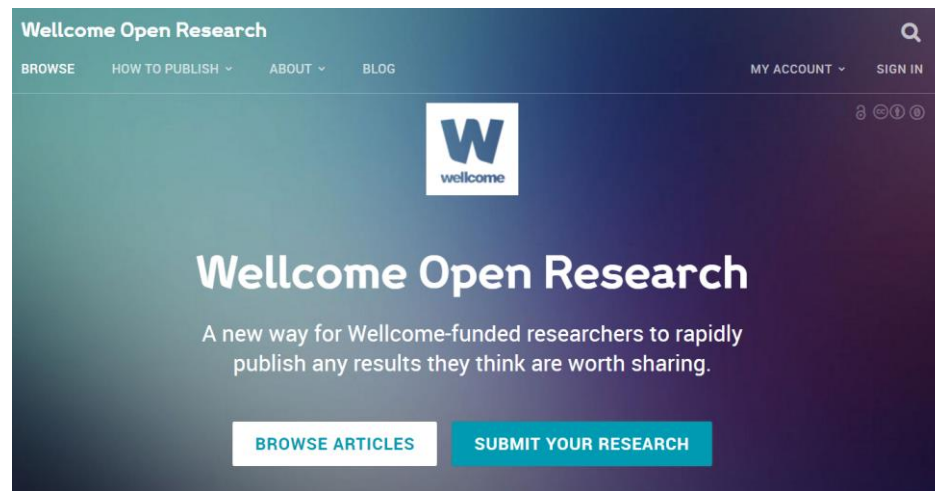 Wellcome Open Research
BROWSE HOW TO PUBLISH ABOUT BLOG MY ACCOUNT SIGN IN
W
wellcome
Wellcome Open Research
A new way for Wellcome-funded researchers to rapidly
publish any results they think are worth sharing.
BROWSE ARTICLES SUBMIT YOUR RESEARCH